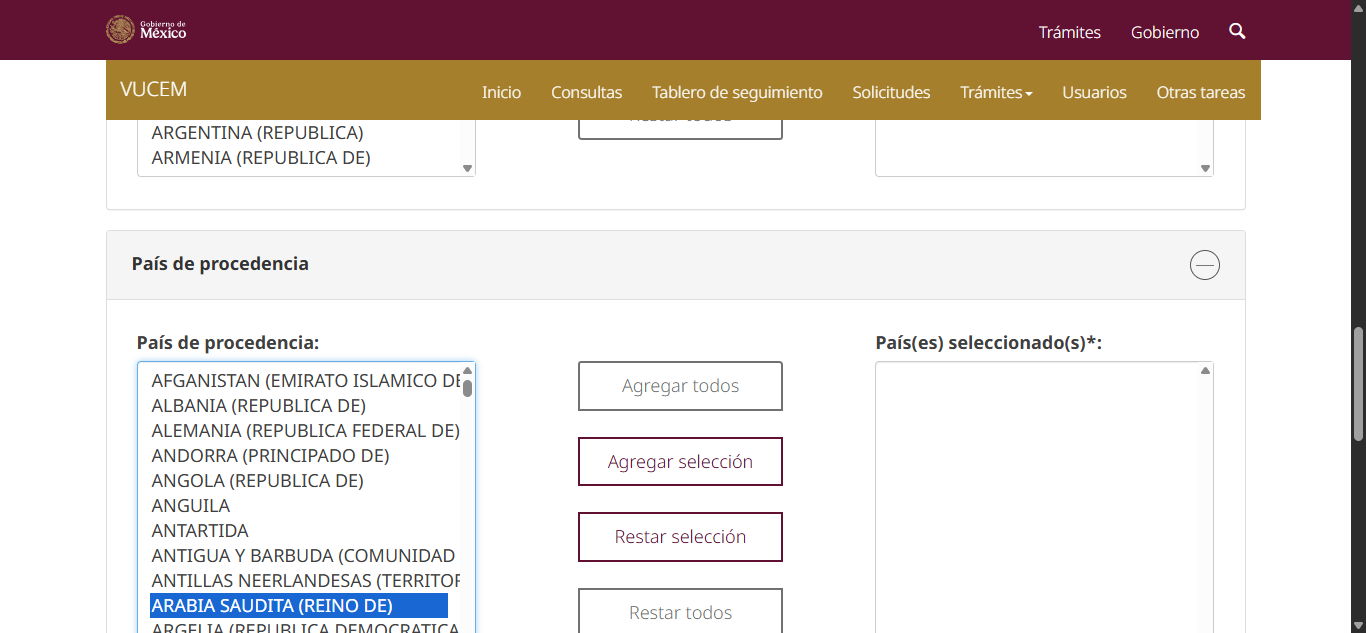 Gobierno de
México
Trámites
Gobierno
VUCEM
Inicio
Consultas
Tablero de seguimiento
Solicitudes
Trámites
Usuarios
Otras tareas
ARGENTINA (REPUBLICA)
ARMENIA (REPUBLICA DE)
País de procedencia
País de procedencia:
AFGANISTAN (EMIRATO ISLAMICO DE
ALBANIA (REPUBLICA DE)
ALEMANIA (REPUBLICA FEDERAL DE)
ANDORRA (PRINCIPADO DE)
ANGOLA (REPUBLICA DE)
ANGUILA
ANTARTIDA
ANTIGUA Y BARBUDA (COMUNIDAD
ANTILLAS NEERLANDESAS (TERRITOR
ARABIA SAUDITA (REINO DE)
ARGELIA (REPUBLICA DEMOCRATICA
Agregar todos
Agregar selección
Restar selección
Restar todos
País(es) seleccionado(s)*: